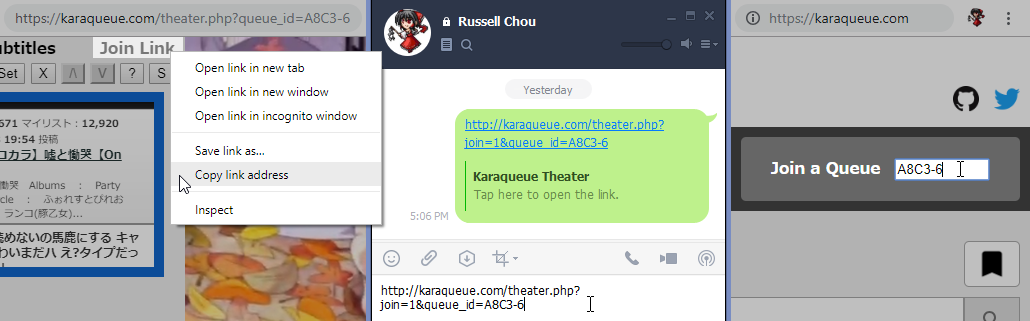 https://karaqueue.com/theater.php?queue_id=A8C3-6
ubtitles
Join Link
Set
X
/\
V
?
S
671 マイリスト：12,920
19:54 投稿
ロカラ】嘘と慟哭【On
慟哭 Albums : Party
cle : ふぉれすとぴれお
ランコ(豚乙女)...
読めないの馬鹿にする キャ
わいまだハ え?タイプだっ
Open link in new tab
Open link in new window
Open link in incognito window
Save link as...
Copy link address
Inspect
Russell Chou
Yesterday
http://karaqueue.com/theater.php?
join=1&queue_id=A8C3-6
Karaqueue Theater
Tap here to open the link.
5:06 PM
http://karaqueue.com/theater.php?
join=1&queue_id=A8C3-6
https://karaqueue.com
Join a Queue
A8C3-6